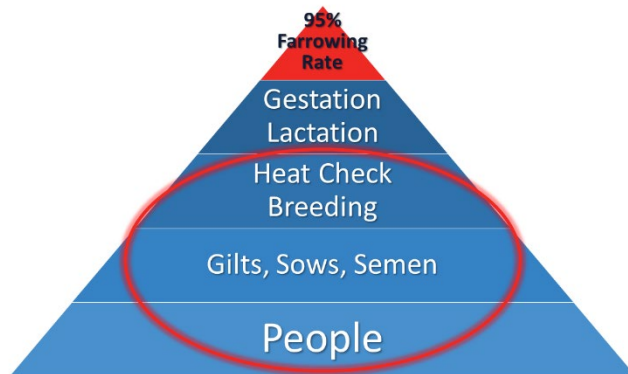 95%
Farrowing
Rate
Gestation
Lactation
Heat Check
Breeding
Gilts, Sows, Semen
People